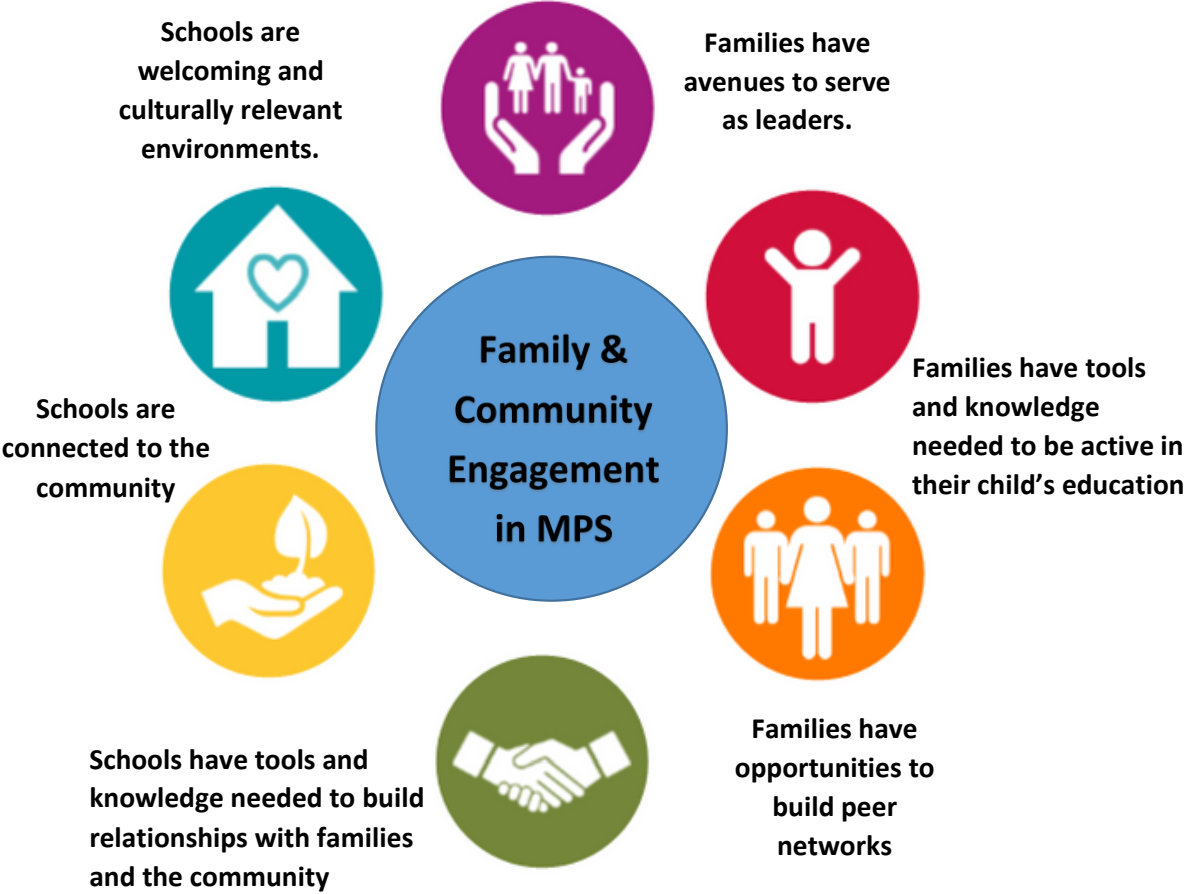 Schools are
welcoming and
culturally relevant
environments.
Families have
avenues to serve
as leaders.
Family &
Community
Engagement
in MPS
Families have tools
and knowledge
needed to be active in
their child’s education
Schools are
connected to the
community
Families have
opportunities to
build peer
networks
Schools have tools and
knowledge needed to build
relationships with families
and the community